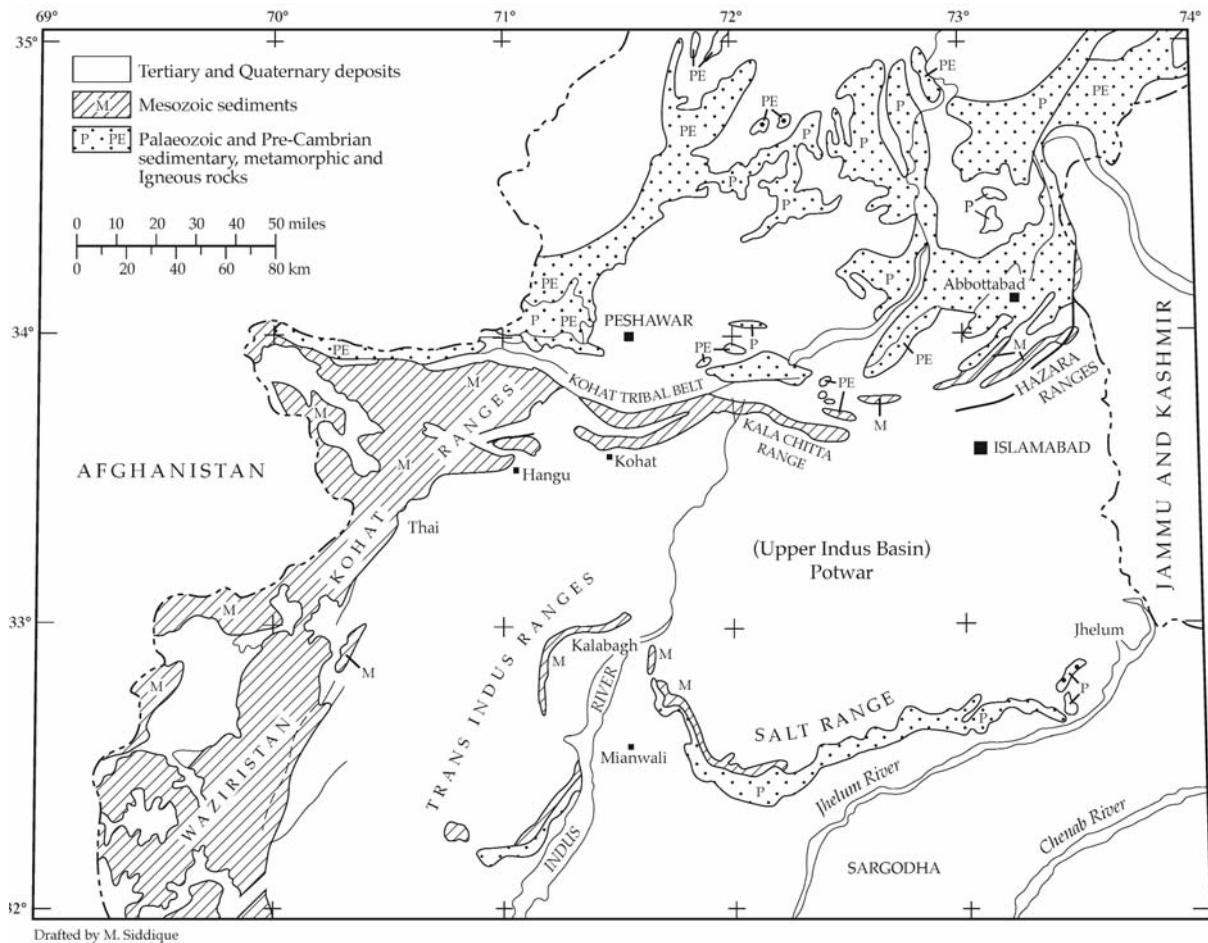 69°
70°
71°
72°
73°
74°
35°
34°
33°
32°
Tertiary and Quaternary deposits
M
Mesozoic sediments
P PE
Palaeozoic and Pre-Cambrian
sedimentary, metamorphic and
Igneous rocks
0 10 20 30 40 50 miles
0 20 40 60 80 km
PE
PE
PE
PE
P
P
P
P
PE
P
PE
P
PE
P
PE
P
Abbottabad
PESHAWAR
PE
P
PE
PE
M
HAZARA
RANGES
PE
M
KOHAT TRIBAL BELT
M
M
KOHAT RANGES
M
KALA CHITTA
RANGE
ISLAMABAD
JAMMU AND KASHMIR
AFGHANISTAN
Hangu
Kohat
Thai
(Upper Indus Basin)
Potwar
TRANS INDUS RANGES
M
M
M
Kalabagh
M
M
M
Jhelum
P
P
SALT RANGE
P
INDUS RIVER
Mianwali
WAZIRISTAN
Jhelum River
Chenab River
SARGODHA
Drafted by M. Siddique